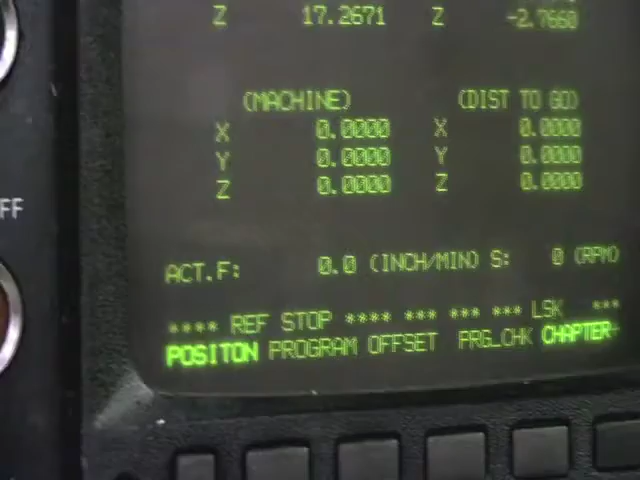 Z 17.2671 Z -2.7660
(MACHINE) (DIST TO GO)
X 0.0000 X 0.0000
Y 0.0000 Y 0.0000
Z 0.0000 Z 0.0000
FF
ACT.F: 0.0 (INCH/MIN) S: 0 (RPM)
**** REF STOP **** *** *** *** LSK ***
POSITON PROGRAM OFFSET PRG_CHK CHAPTER+